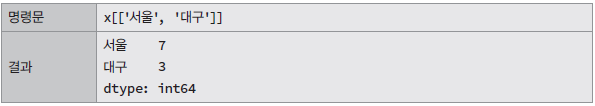 명령문 x[['서울', '대구']]
결과
서울 7
대구 3
dtype: int64